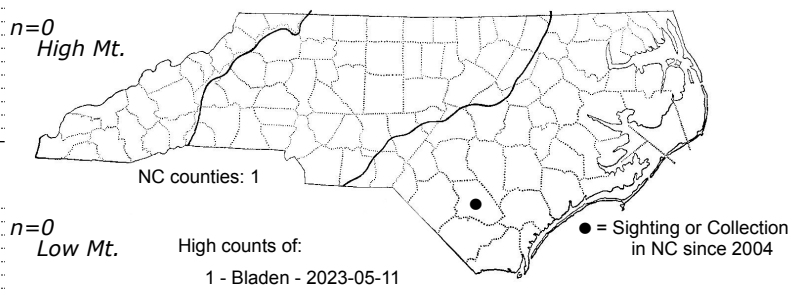 n=0
High Mt.
NC counties: 1
n=0
Low Mt.
High counts of:
1 - Bladen - 2023-05-11
● = Sighting or Collection
in NC since 2004